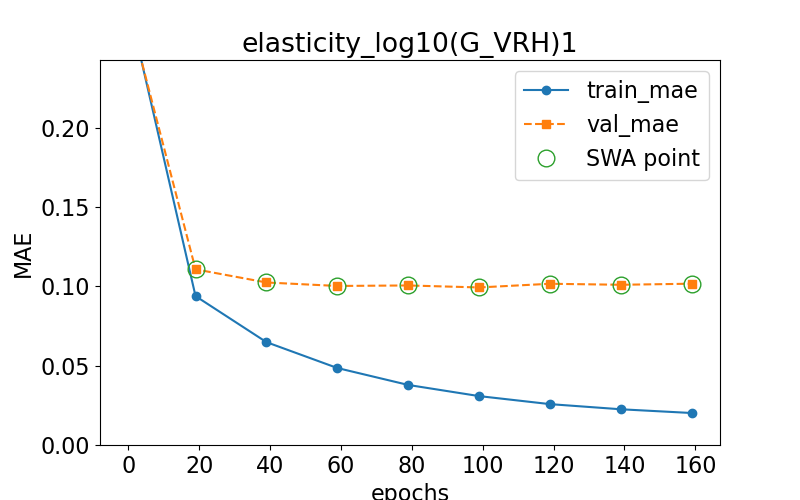 elasticity_log10(G_VRH)1
train_mae
val_mae
SWA point
MAE
0.20
0.15
0.10
0.05
0.00
0 20 40 60 80 100 120 140 160
epochs